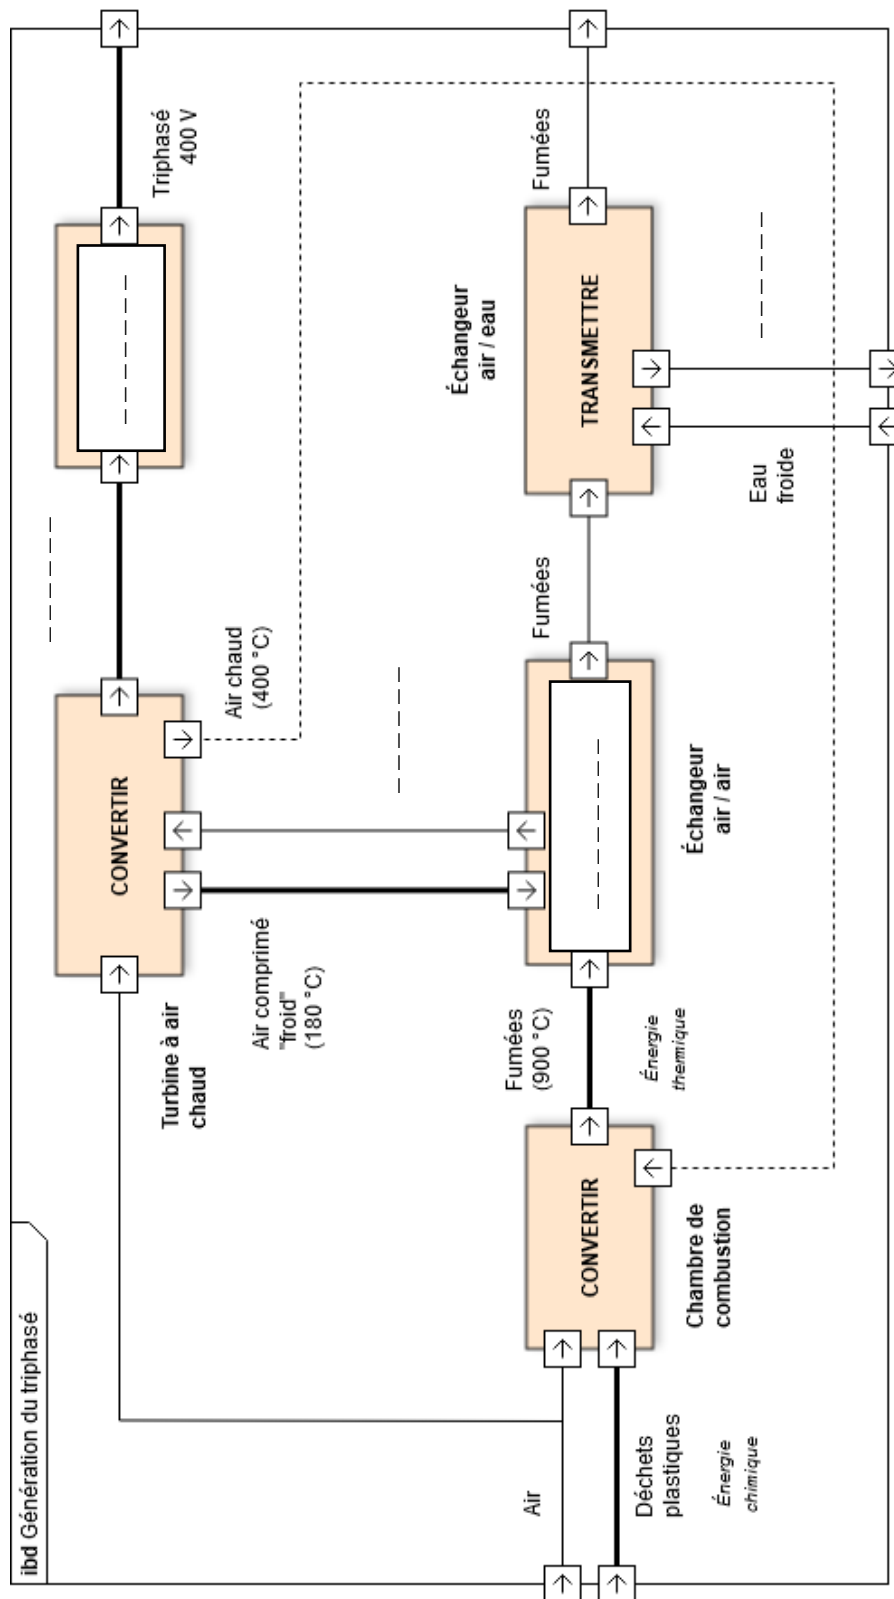 ibd Génération du triphasé
Triphasé
400 V
CONVERTIR
Turbine à air
chaud
Air chaud
(400 °C)
Air comprimé
"froid"
(180 °C)
Air
Déchets
plastiques
Énergie
chimique
CONVERTIR
Chambre de
combustion
Fumées
(900 °C)
Énergie
thermique
Échangeur
air / air
Fumées
Échangeur
air / eau
TRANSMETTRE
Eau
froide
Fumées